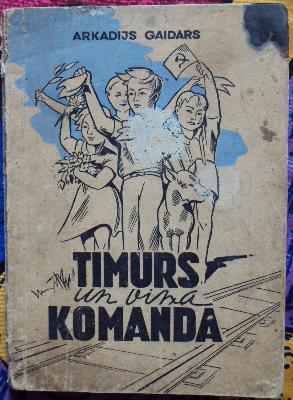 ARKADIJS GAIDARS
TIMURS
un viņa
KOMANDA